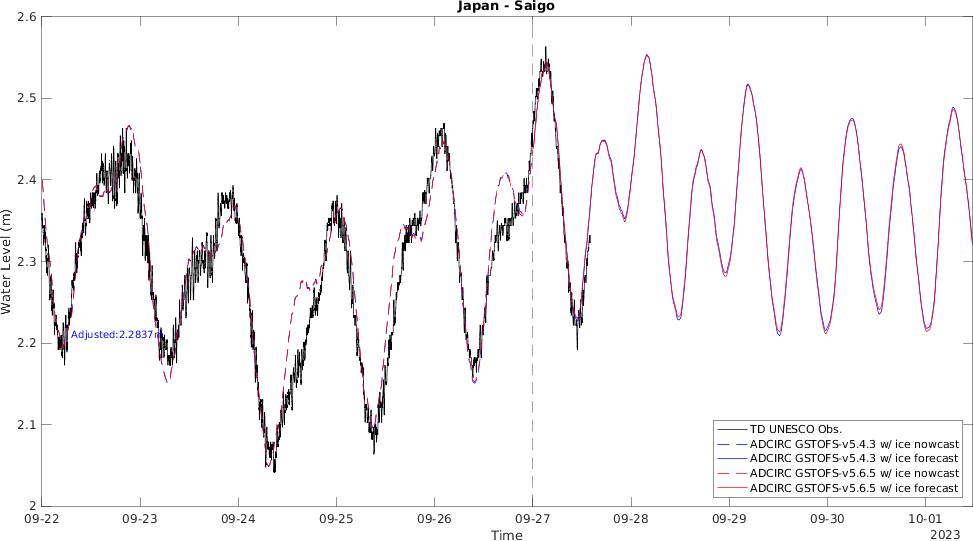 Japan - Saigo
2.6
2.5
2.4
2.3
2.2
2.1
2
Water Level (m)
Adjusted:2.2837m
TD UNESCO Obs.
ADCIRC GSTOFS-v5.4.3 w/ ice nowcast
ADCIRC GSTOFS-v5.4.3 w/ ice forecast
ADCIRC GSTOFS-v5.6.5 w/ ice nowcast
ADCIRC GSTOFS-v5.6.5 w/ ice forecast
09-22 09-23 09-24 09-25 09-26 09-27 09-28 09-29 09-30 10-01
Time
2023